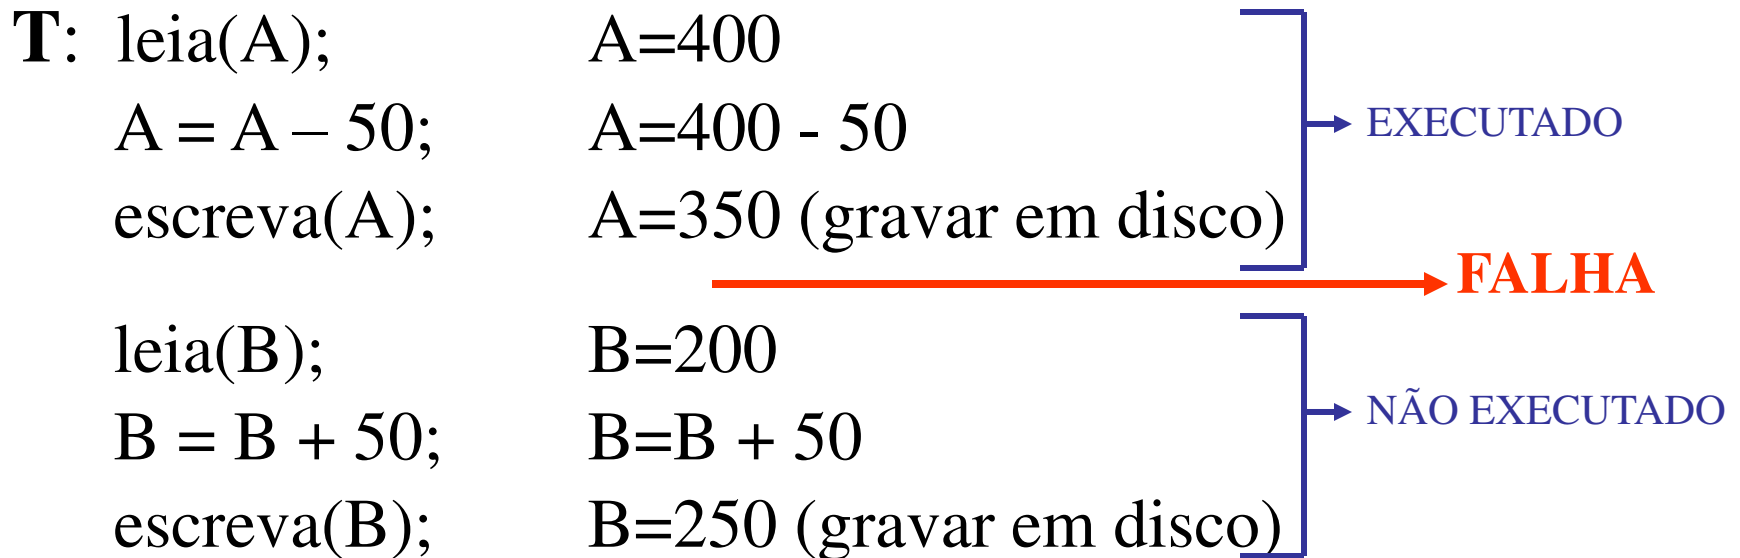 T: leia(A); A=400
A = A – 50; A=400 - 50
EXECUTADO
escreva(A); A=350 (gravar em disco)
FALHA
leia(B); B=200
B = B + 50; B=B + 50
NÃO EXECUTADO
escreva(B); B=250 (gravar em disco)